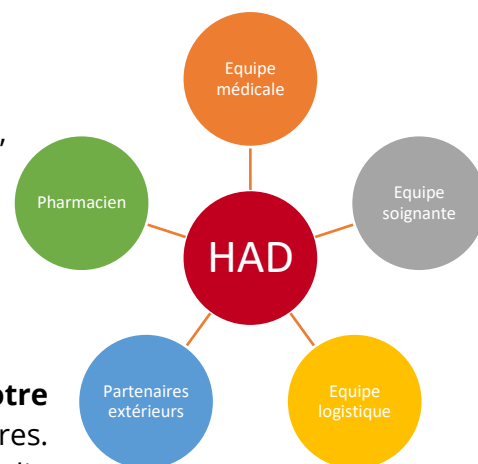 Equipe
médicale
,
Pharmacien
Equipe
soignante
HAD
Partenaires
extérieurs
Equipe
logistique
otre
res.